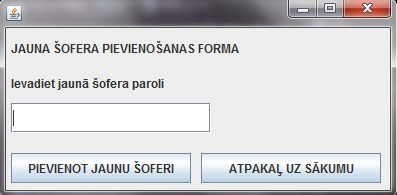 JAUNA ŠOFERA PIEVIENOŠANAS FORMA
Ievadiet jaunā šofera paroli
PIEVIENOT JAUNU ŠOFERI
ATPAKAĻ UZ SĀKUMU